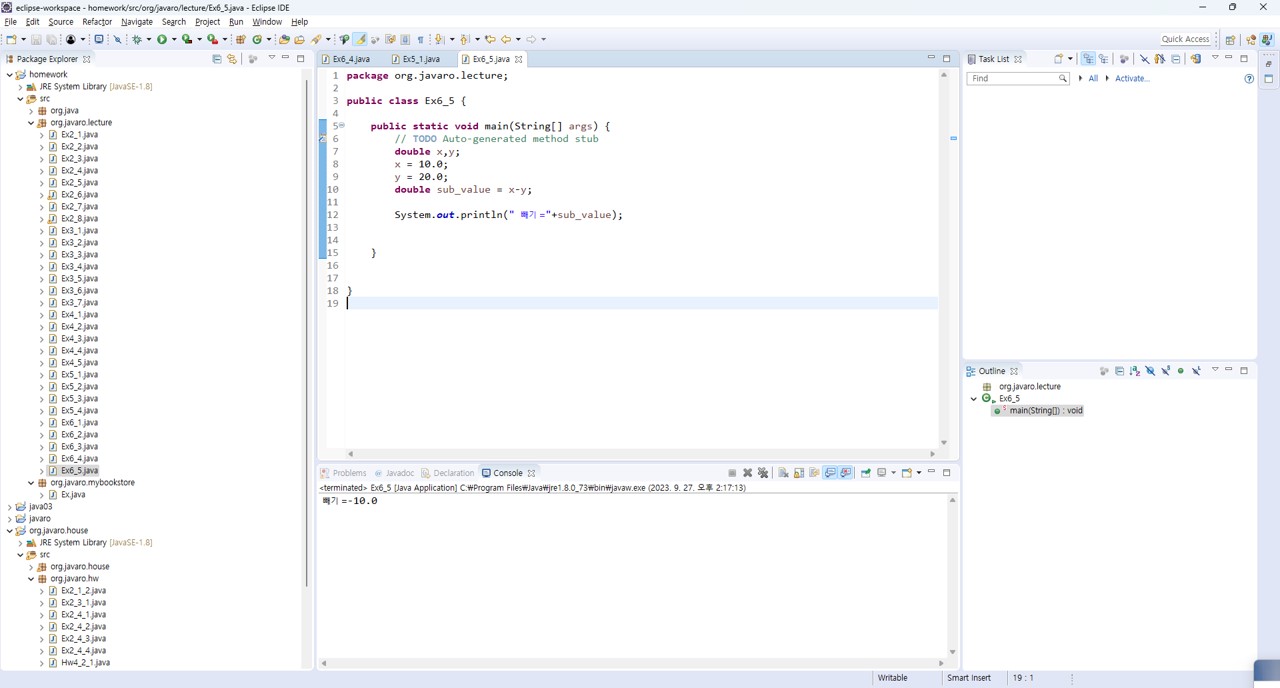 eclipse-workspace - homework/src/org/javaro/lecture/Ex6_5.java - Eclipse IDE
File Edit Source Refactor Navigate Search Project Run Window Help
Quick Access
Package Explorer
homework
JRE System Library [JavaSE-1.8]
src
org.java
org.javaro.lecture
Ex2_1.java
Ex2_2.java
Ex2_3.java
Ex2_4.java
Ex2_5.java
Ex2_6.java
Ex2_7.java
Ex2_8.java
Ex3_1.java
Ex3_2.java
Ex3_3.java
Ex3_4.java
Ex3_5.java
Ex3_6.java
Ex3_7.java
Ex4_1.java
Ex4_2.java
Ex4_3.java
Ex4_4.java
Ex4_5.java
Ex5_1.java
Ex5_2.java
Ex5_3.java
Ex5_4.java
Ex6_1.java
Ex6_2.java
Ex6_3.java
Ex6_4.java
Ex6_5.java
org.javaro.mybookstore
Ex.java
java03
javaro
org.javaro.house
JRE System Library [JavaSE-1.8]
src
org.javaro.house
org.javaro.hw
Ex2_1_2.java
Ex2_3_1.java
Ex2_4_1.java
Ex2_4_2.java
Ex2_4_3.java
Ex2_4_4.java
Hw4_2_1.java
Ex6_4.java Ex5_1.java Ex6_5.java
1 package org.javaro.lecture;
2
3 public class Ex6_5 {
4
5 public static void main(String[] args) {
6 // TODO Auto-generated method stub
7 double x,y;
8 x = 10.0;
9 y = 20.0;
10 double sub_value = x-y;
11
12 System.out.println(" 빼기 ="+sub_value);
13
14
15 }
16
17
18 }
19
Problems Javadoc Declaration Console
<terminated> Ex6_5 [Java Application] C:₩Program Files₩Java₩jre1.8.0_73₩bin₩javaw.exe (2023. 9. 27. 오후 2:17:13)
빼기 =-10.0
Task List
Find All Activate...
Outline
org.javaro.lecture
Ex6_5
main(String[]) : void
Writable Smart Insert 19 : 1